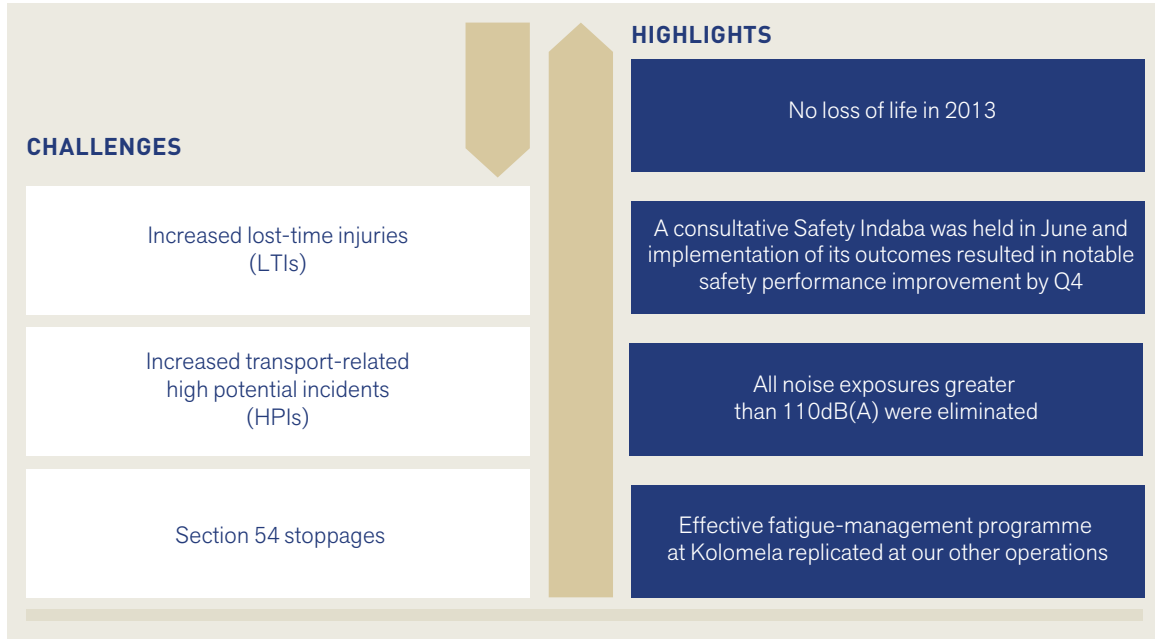 CHALLENGES
Increased lost-time injuries
(LTIs)
Increased transport-related
high potential incidents
(HPIs)
Section 54 stoppages
HIGHLIGHTS
No loss of life in 2013
A consultative Safety Indaba was held in June and
implementation of its outcomes resulted in notable
safety performance improvement by Q4
All noise exposures greater
than 110dB(A) were eliminated
Effective fatigue-management programme
at Kolomela replicated at our other operations